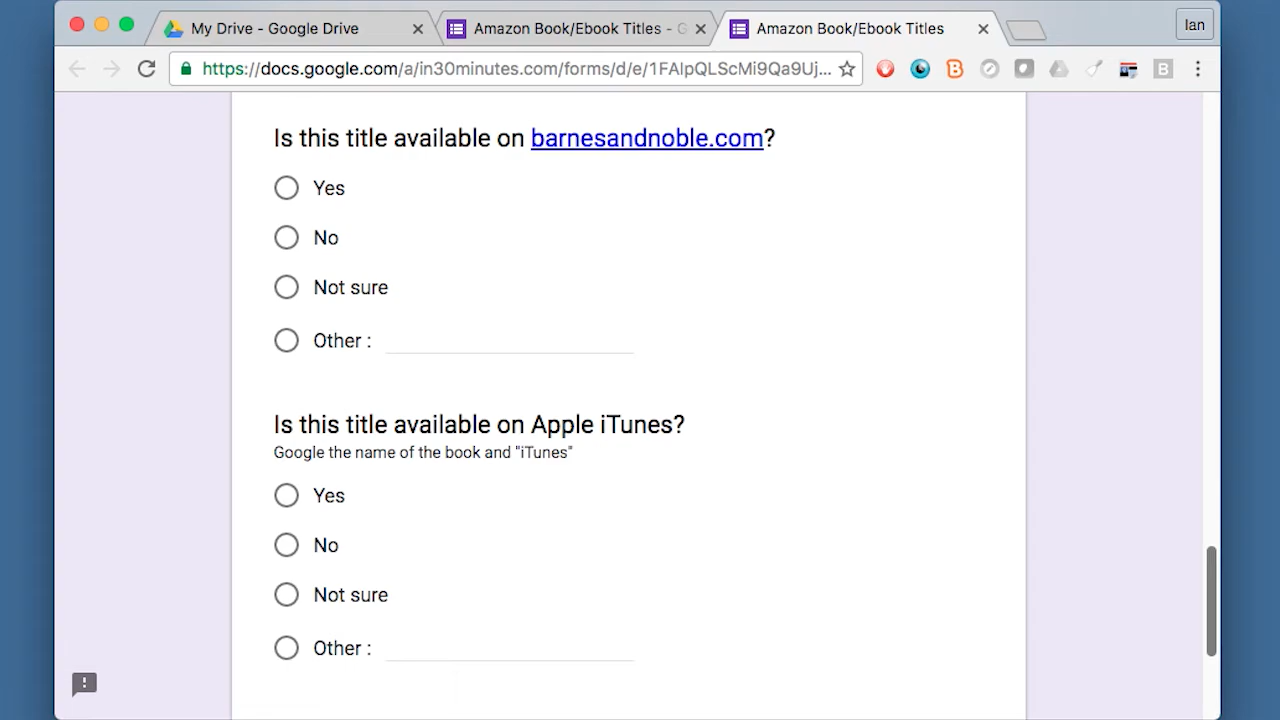 My Drive - Google Drive
Amazon Book/Ebook Titles - G
Amazon Book/Ebook Titles
Ian
https://docs.google.com/a/in30minutes.com/forms/d/e/1FAIpQLScMi9Qa9Uj...
Is this title available on barnesandnoble.com?
Yes
No
Not sure
Other :
Is this title available on Apple iTunes?
Google the name of the book and "iTunes"
Yes
No
Not sure
Other :